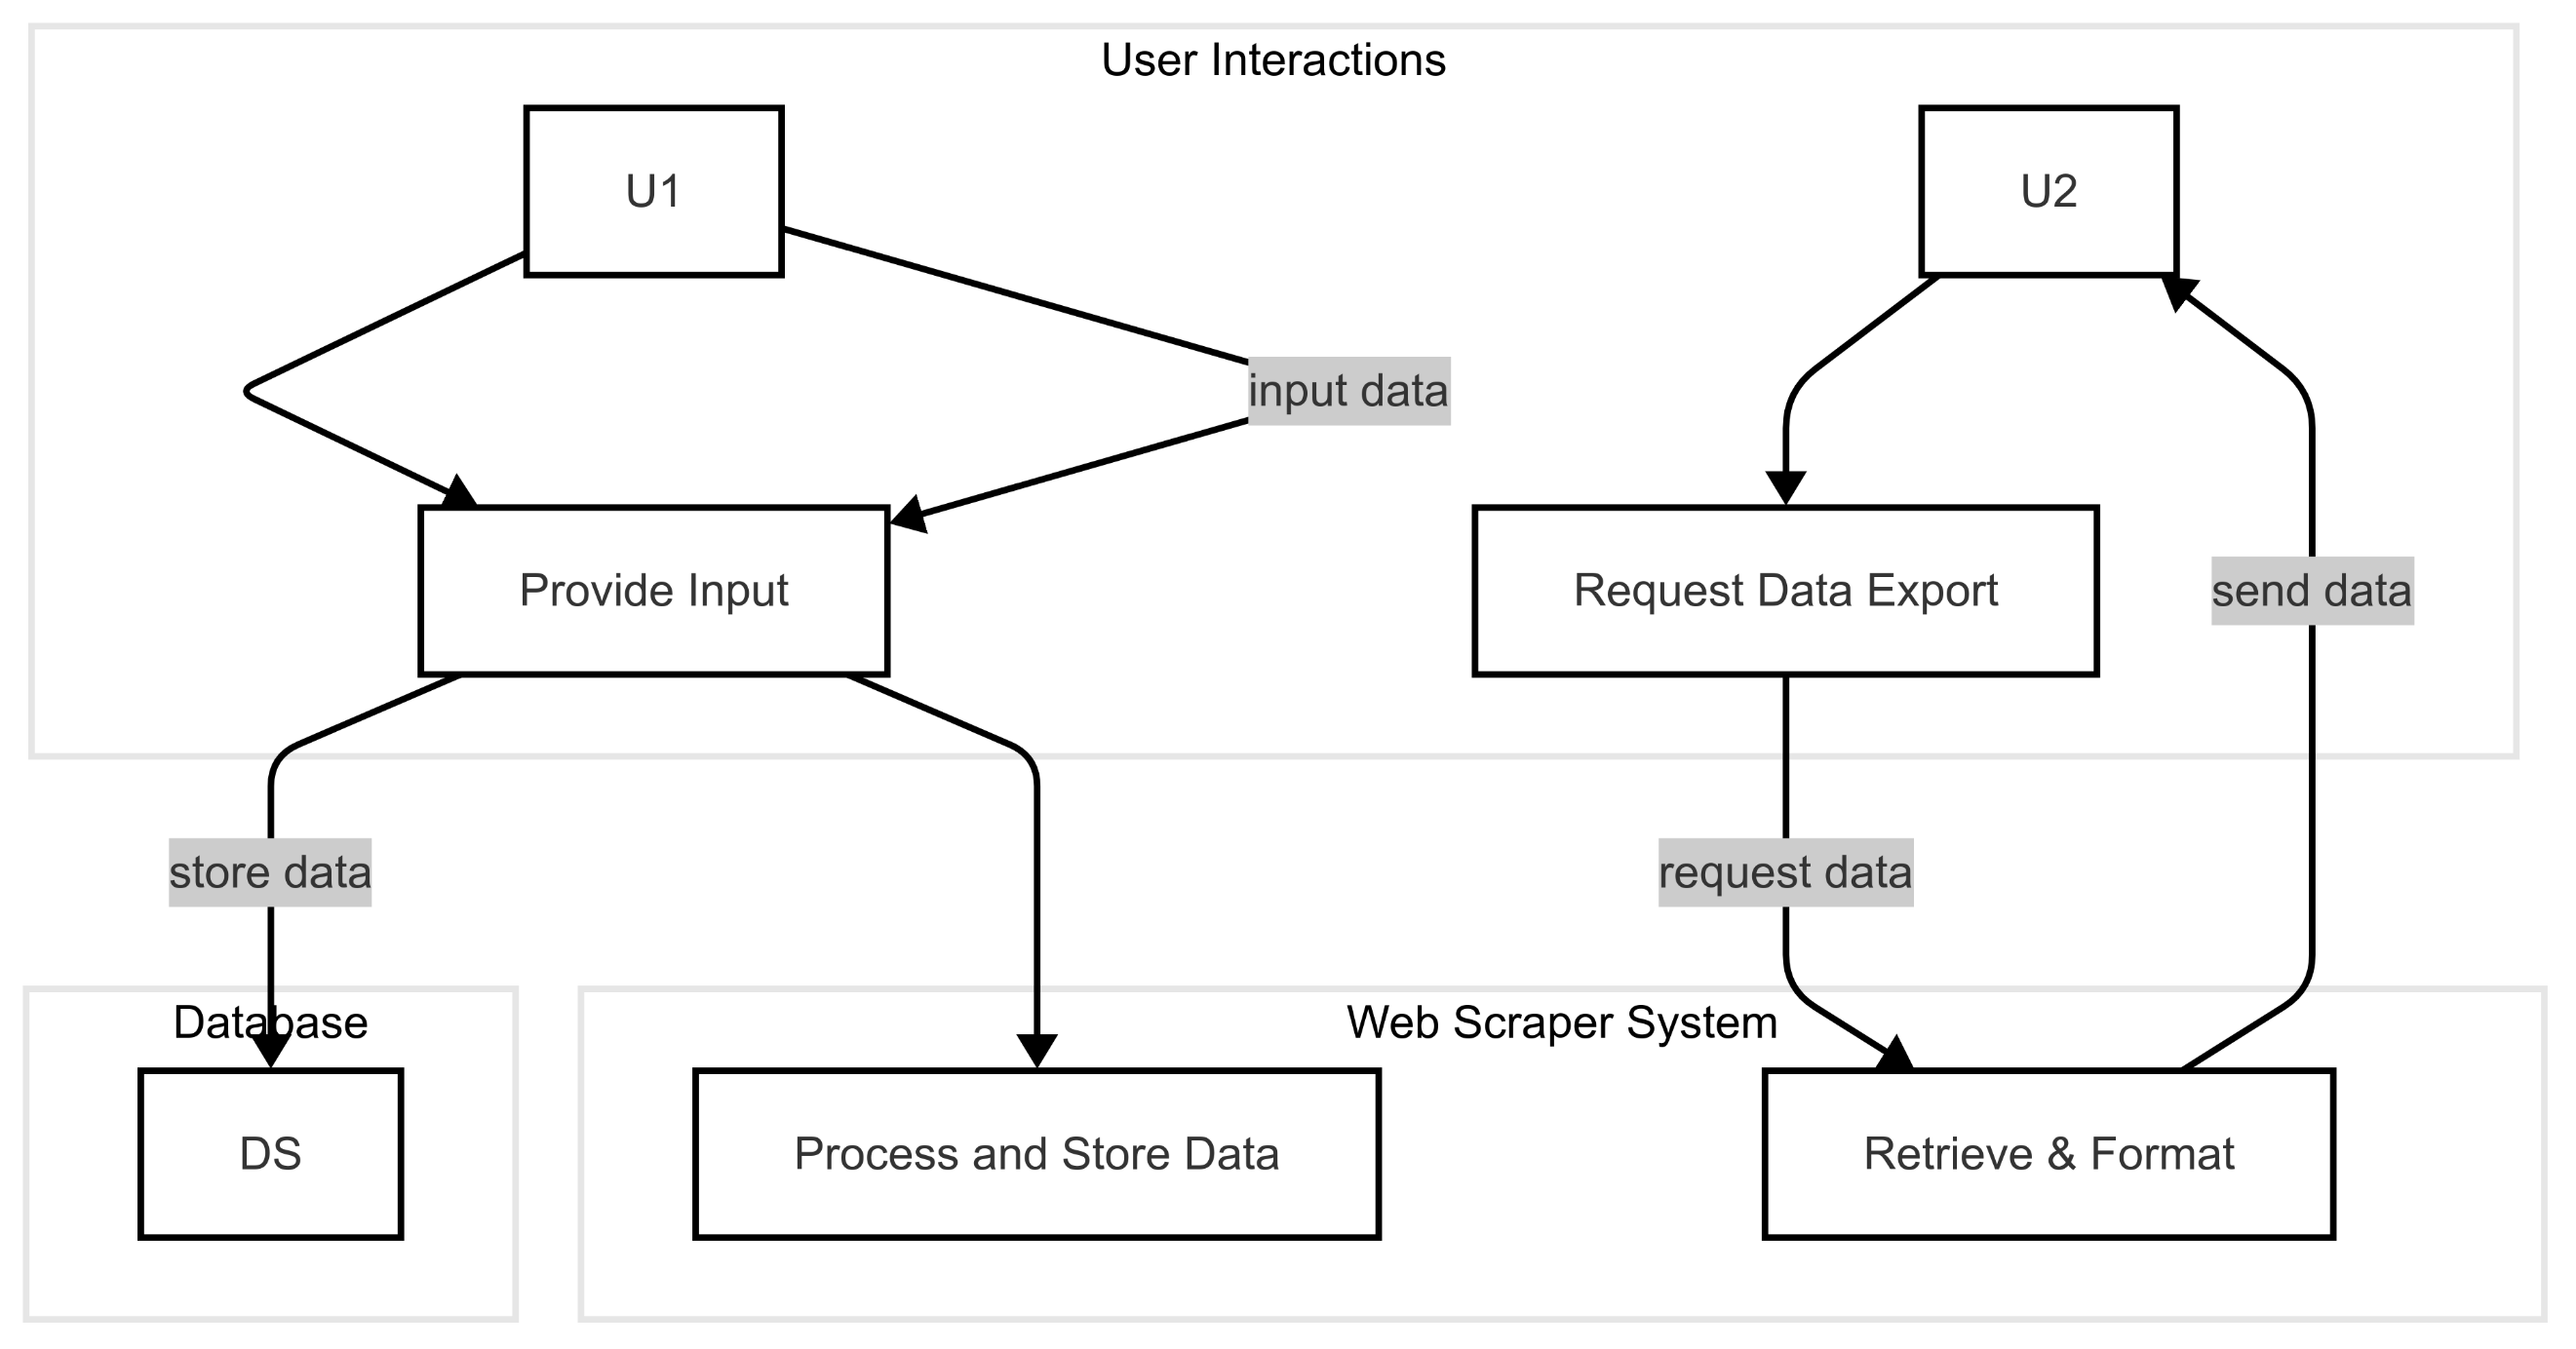 User Interactions
U1
U2
input data
Provide Input
Request Data Export
send data
store data
request data
Database
Web Scraper System
DS
Process and Store Data
Retrieve & Format